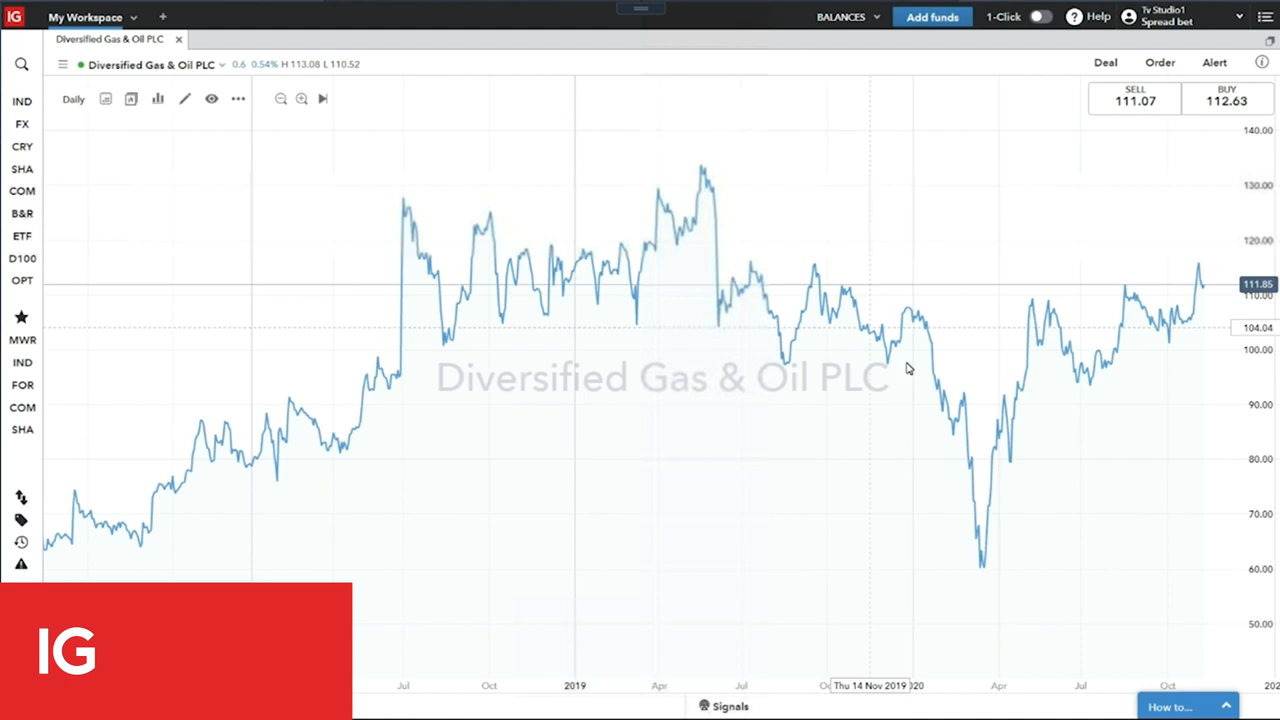 IG My Workspace + BALANCES Add funds 1-Click ? Help Tv Studio1
Spread bet
Diversified Gas & Oil PLC ×
Diversified Gas & Oil PLC 0.6 0.54% H 113.08 L 110.52 Deal Order Alert
Daily
SELL BUY
111.07 112.63
IND
FX
CRY
SHA
COM
B&R
ETF
D100
OPT
MWR
IND
FOR
COM
SHA
140.00
130.00
120.00
111.85
110.00
104.04
100.00
90.00
80.00
70.00
60.00
50.00
Diversified Gas & Oil PLC
IG
Jul Oct 2019 Apr Jul Oc Thu 14 Nov 2019 020 Apr Jul Oct 202
Signals
How to...